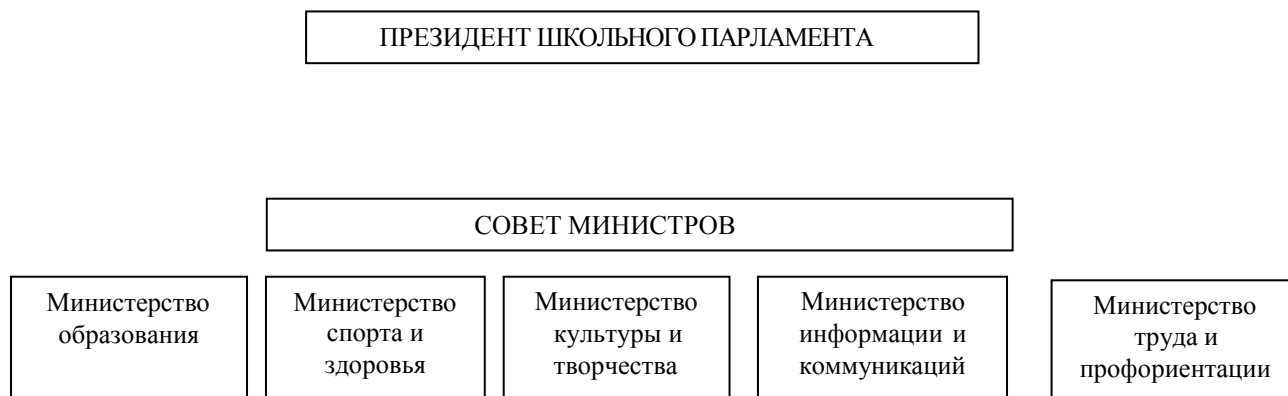 ПРЕЗИДЕНТ ШКОЛЬНОГО ПАРЛАМЕНТА
СОВЕТ МИНИСТРОВ
Министерство
образования
Министерство
спорта и
здоровья
Министерство
культуры и
творчества
Министерство
информации и
коммуникаций
Министерство
труда и
профориентации